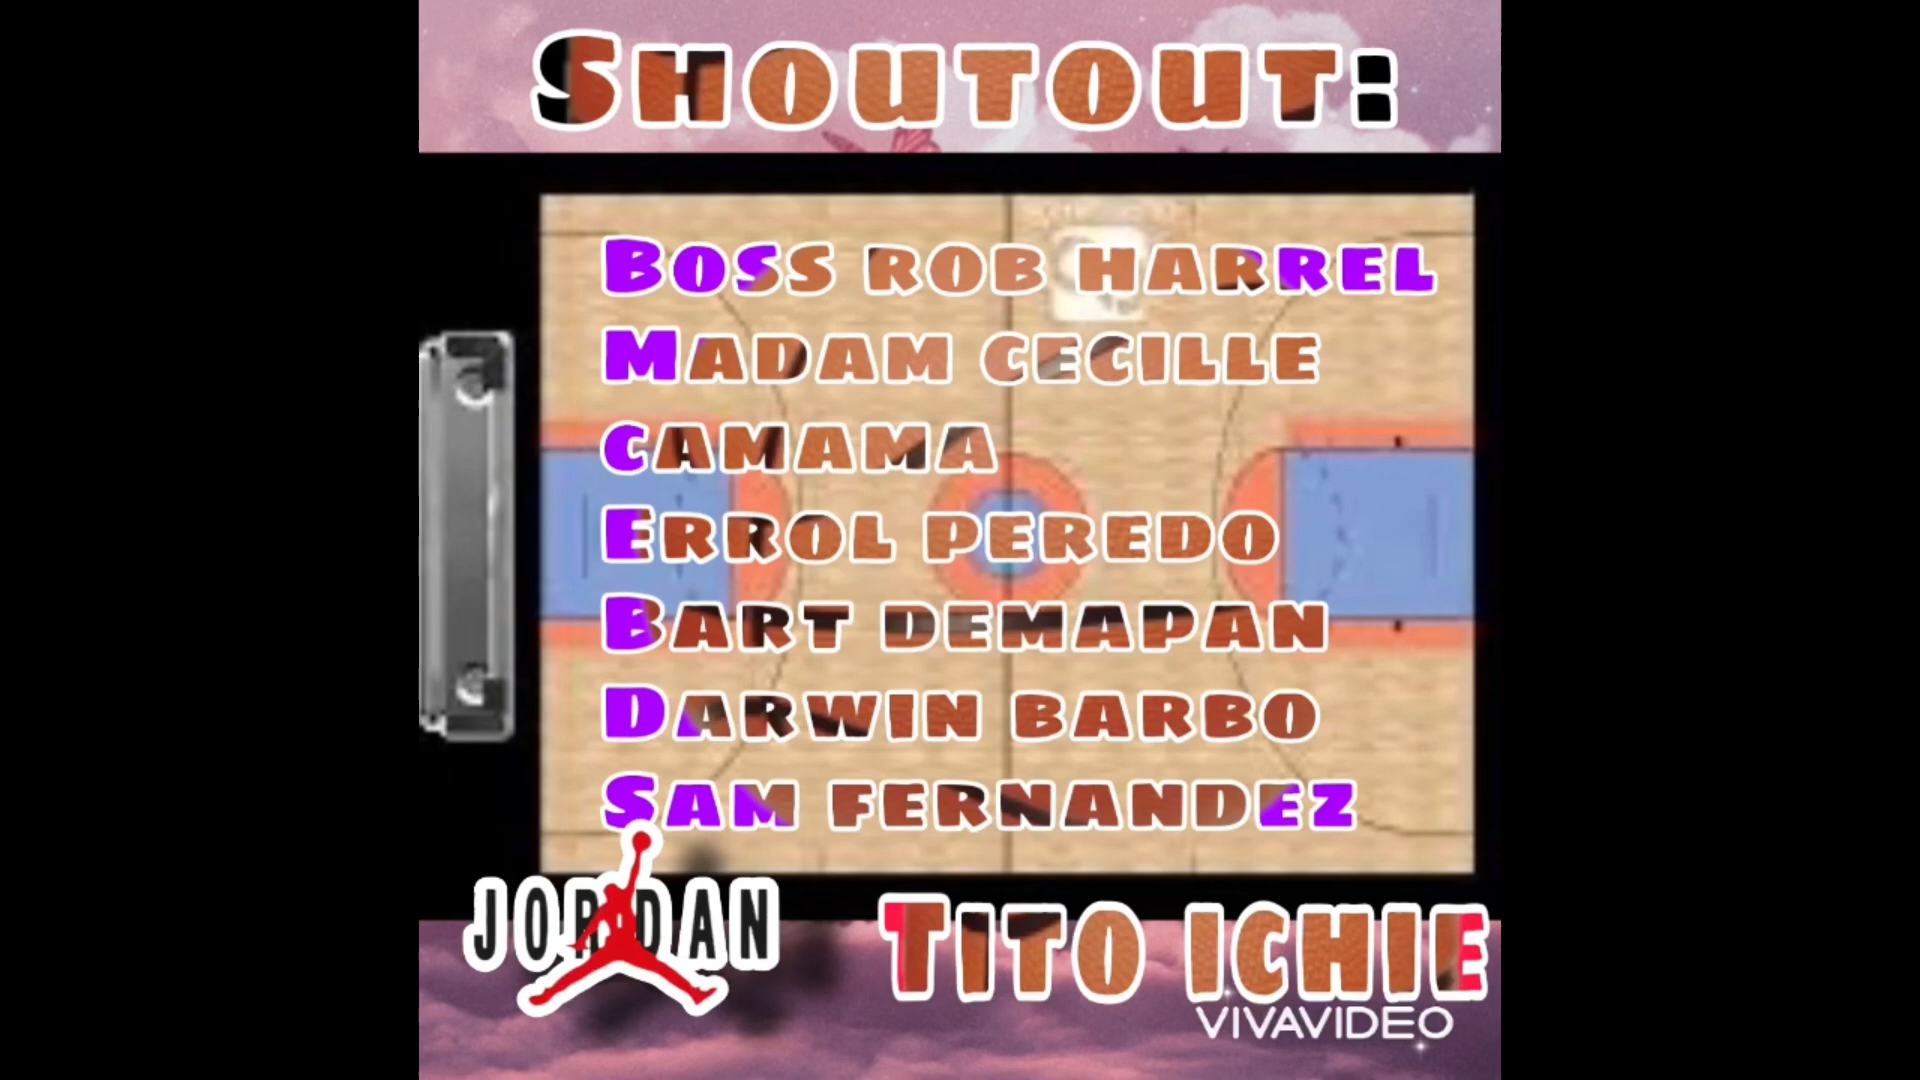 Shoutout:
Boss rob harrel
Madam cecille
camama
Errol peredo
Bart demapan
Darwin barbo
Sam fernandez
JORDAN
Tito ichie
VIVAVIDEO